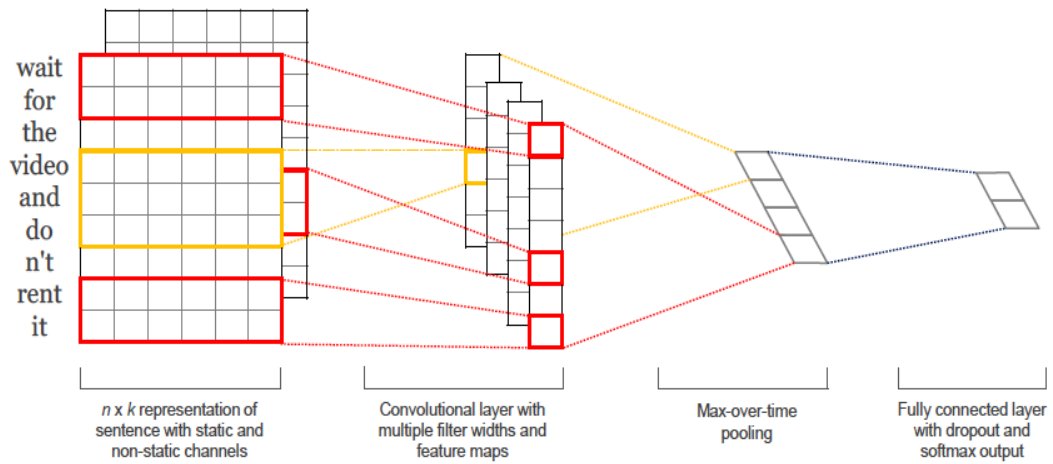 wait
for
the
video
and
do
n't
rent
it
n x k representation of
sentence with static and
non-static channels
Convolutional layer with
multiple filter widths and
feature maps
Max-over-time
pooling
Fully connected layer
with dropout and
softmax output